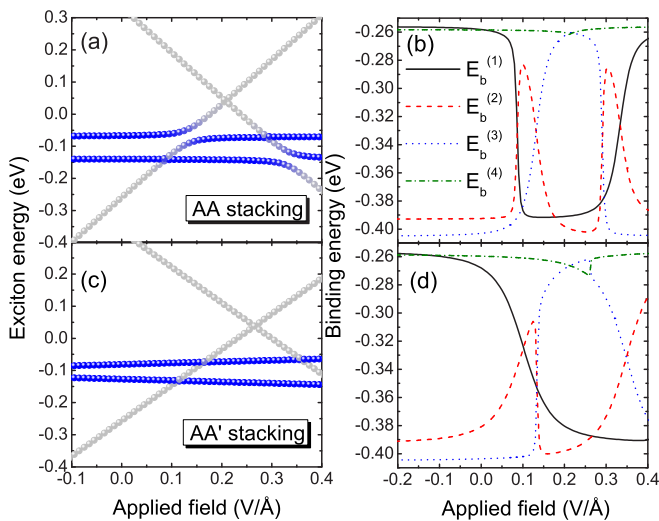 (a)
0.3
0.2
0.1
0.0
-0.1
-0.2
-0.3
-0.4
AA stacking
(b)
-0.26
-0.28
-0.30
-0.32
-0.34
-0.36
-0.38
-0.40
E_b^(1)
E_b^(2)
E_b^(3)
E_b^(4)
Exciton energy (eV)
Binding energy (eV)
(c)
0.3
0.2
0.1
0.0
-0.1
-0.2
-0.3
-0.4
AA' stacking
-0.1 0.0 0.1 0.2 0.3 0.4
Applied field (V/Å)
(d)
-0.26
-0.28
-0.30
-0.32
-0.34
-0.36
-0.38
-0.40
-0.2 0.0 0.1 0.2 0.3 0.4
Applied field (V/Å)